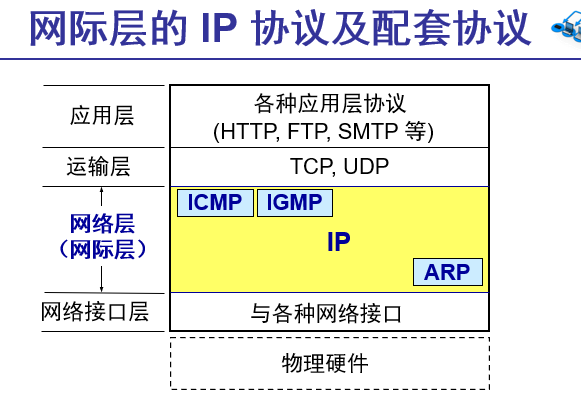 网际层的 IP 协议及配套协议
应用层
各种应用层协议
(HTTP, FTP, SMTP 等)
运输层
TCP, UDP
网络层
（网际层）
ICMP
IGMP
IP
ARP
网络接口层
与各种网络接口
物理硬件